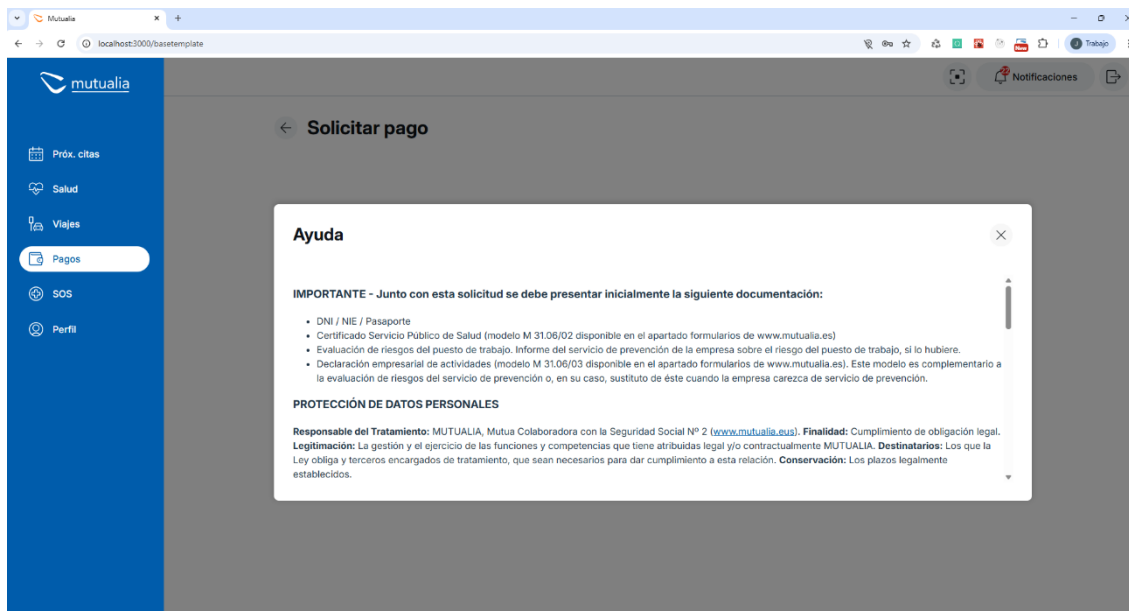 Mutualia
localhost:3000/basetemplate
New
Trabajo
mutualia
Notificaciones
Solicitar pago
Próx. citas
Salud
Viajes
Pagos
SOS
Perfil
Ayuda
IMPORTANTE - Junto con esta solicitud se debe presentar inicialmente la siguiente documentación:
• DNI / NIE / Pasaporte
• Certificado Servicio Público de Salud (modelo M 31.06/02 disponible en el apartado formularios de www.mutualia.es)
• Evaluación de riesgos del puesto de trabajo. Informe del servicio de prevención de la empresa sobre el riesgo del puesto de trabajo, si lo hubiere.
• Declaración empresarial de actividades (modelo M 31.06/03 disponible en el apartado formularios de www.mutualia.es). Este modelo es complementario a
la evaluación de riesgos del servicio de prevención o, en su caso, sustituto de éste cuando la empresa carezca de servicio de prevención.
PROTECCIÓN DE DATOS PERSONALES
Responsable del Tratamiento: MUTUALIA, Mutua Colaboradora con la Seguridad Social Nº 2 (www.mutualia.eus). Finalidad: Cumplimiento de obligación legal.
Legitimación: La gestión y el ejercicio de las funciones y competencias que tiene atribuidas legal y/o contractualmente MUTUALIA. Destinatarios: Los que la
Ley obliga y terceros encargados de tratamiento, que sean necesarios para dar cumplimiento a esta relación. Conservación: Los plazos legalmente
establecidos.